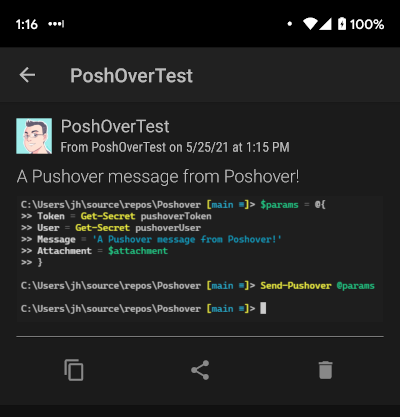 1:16
100%
PoshOverTest
PoshOverTest
From PoshOverTest on 5/25/21 at 1:15 PM
A Pushover message from Poshover!
C:\Users\jh\source\repos\Poshover [main ≡]> $params = @{
>> Token = Get-Secret pushoverToken
>> User = Get-Secret pushoverUser
>> Message = 'A Pushover message from Poshover!'
>> Attachment = $attachment
>> }
C:\Users\jh\source\repos\Poshover [main ≡]> Send-Pushover @params
C:\Users\jh\source\repos\Poshover [main ≡]>